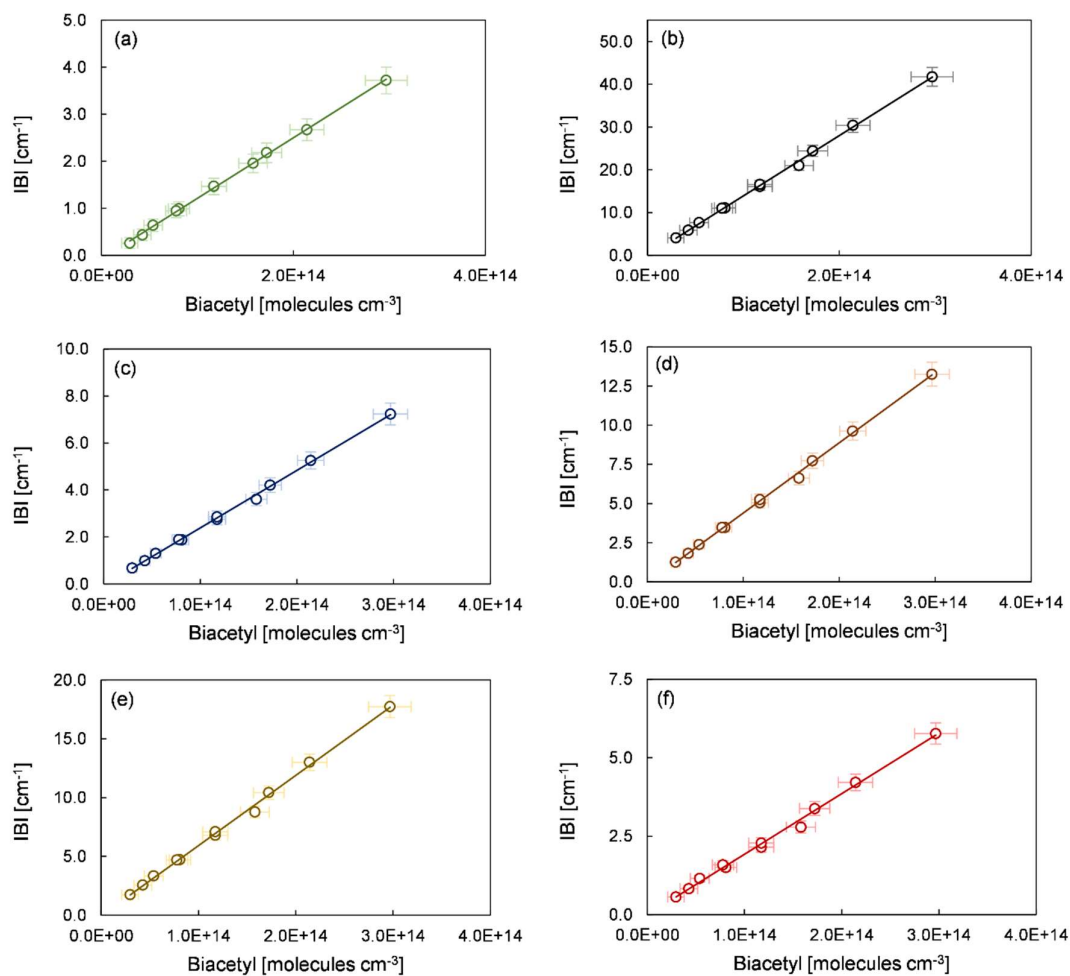 (a)
IBI [cm⁻¹]
5.0
4.0
3.0
2.0
1.0
0.0
0.0E+00 2.0E+14 4.0E+14
Biacetyl [molecules cm⁻³]
(b)
IBI [cm⁻¹]
50.0
40.0
30.0
20.0
10.0
0.0
0.0E+00 2.0E+14 4.0E+14
Biacetyl [molecules cm⁻³]
(c)
IBI [cm⁻¹]
10.0
8.0
6.0
4.0
2.0
0.0
0.0E+00 1.0E+14 2.0E+14 3.0E+14 4.0E+14
Biacetyl [molecules cm⁻³]
(d)
IBI [cm⁻¹]
15.0
12.5
10.0
7.5
5.0
2.5
0.0
0.0E+00 1.0E+14 2.0E+14 3.0E+14 4.0E+14
Biacetyl [molecules cm⁻³]
(e)
IBI [cm⁻¹]
20.0
15.0
10.0
5.0
0.0
0.0E+00 1.0E+14 2.0E+14 3.0E+14 4.0E+14
Biacetyl [molecules cm⁻³]
(f)
IBI [cm⁻¹]
7.5
5.0
2.5
0.0
0.0E+00 1.0E+14 2.0E+14 3.0E+14 4.0E+14
Biacetyl [molecules cm⁻³]